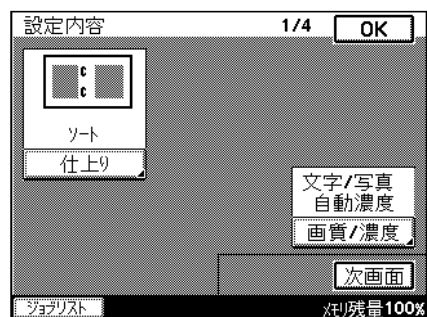 設定内容 1/4 OK
c
c
ソート
仕上り
文字/写真
自動濃度
画質/濃度
次画面
ジョブリスト メモリ残量100%